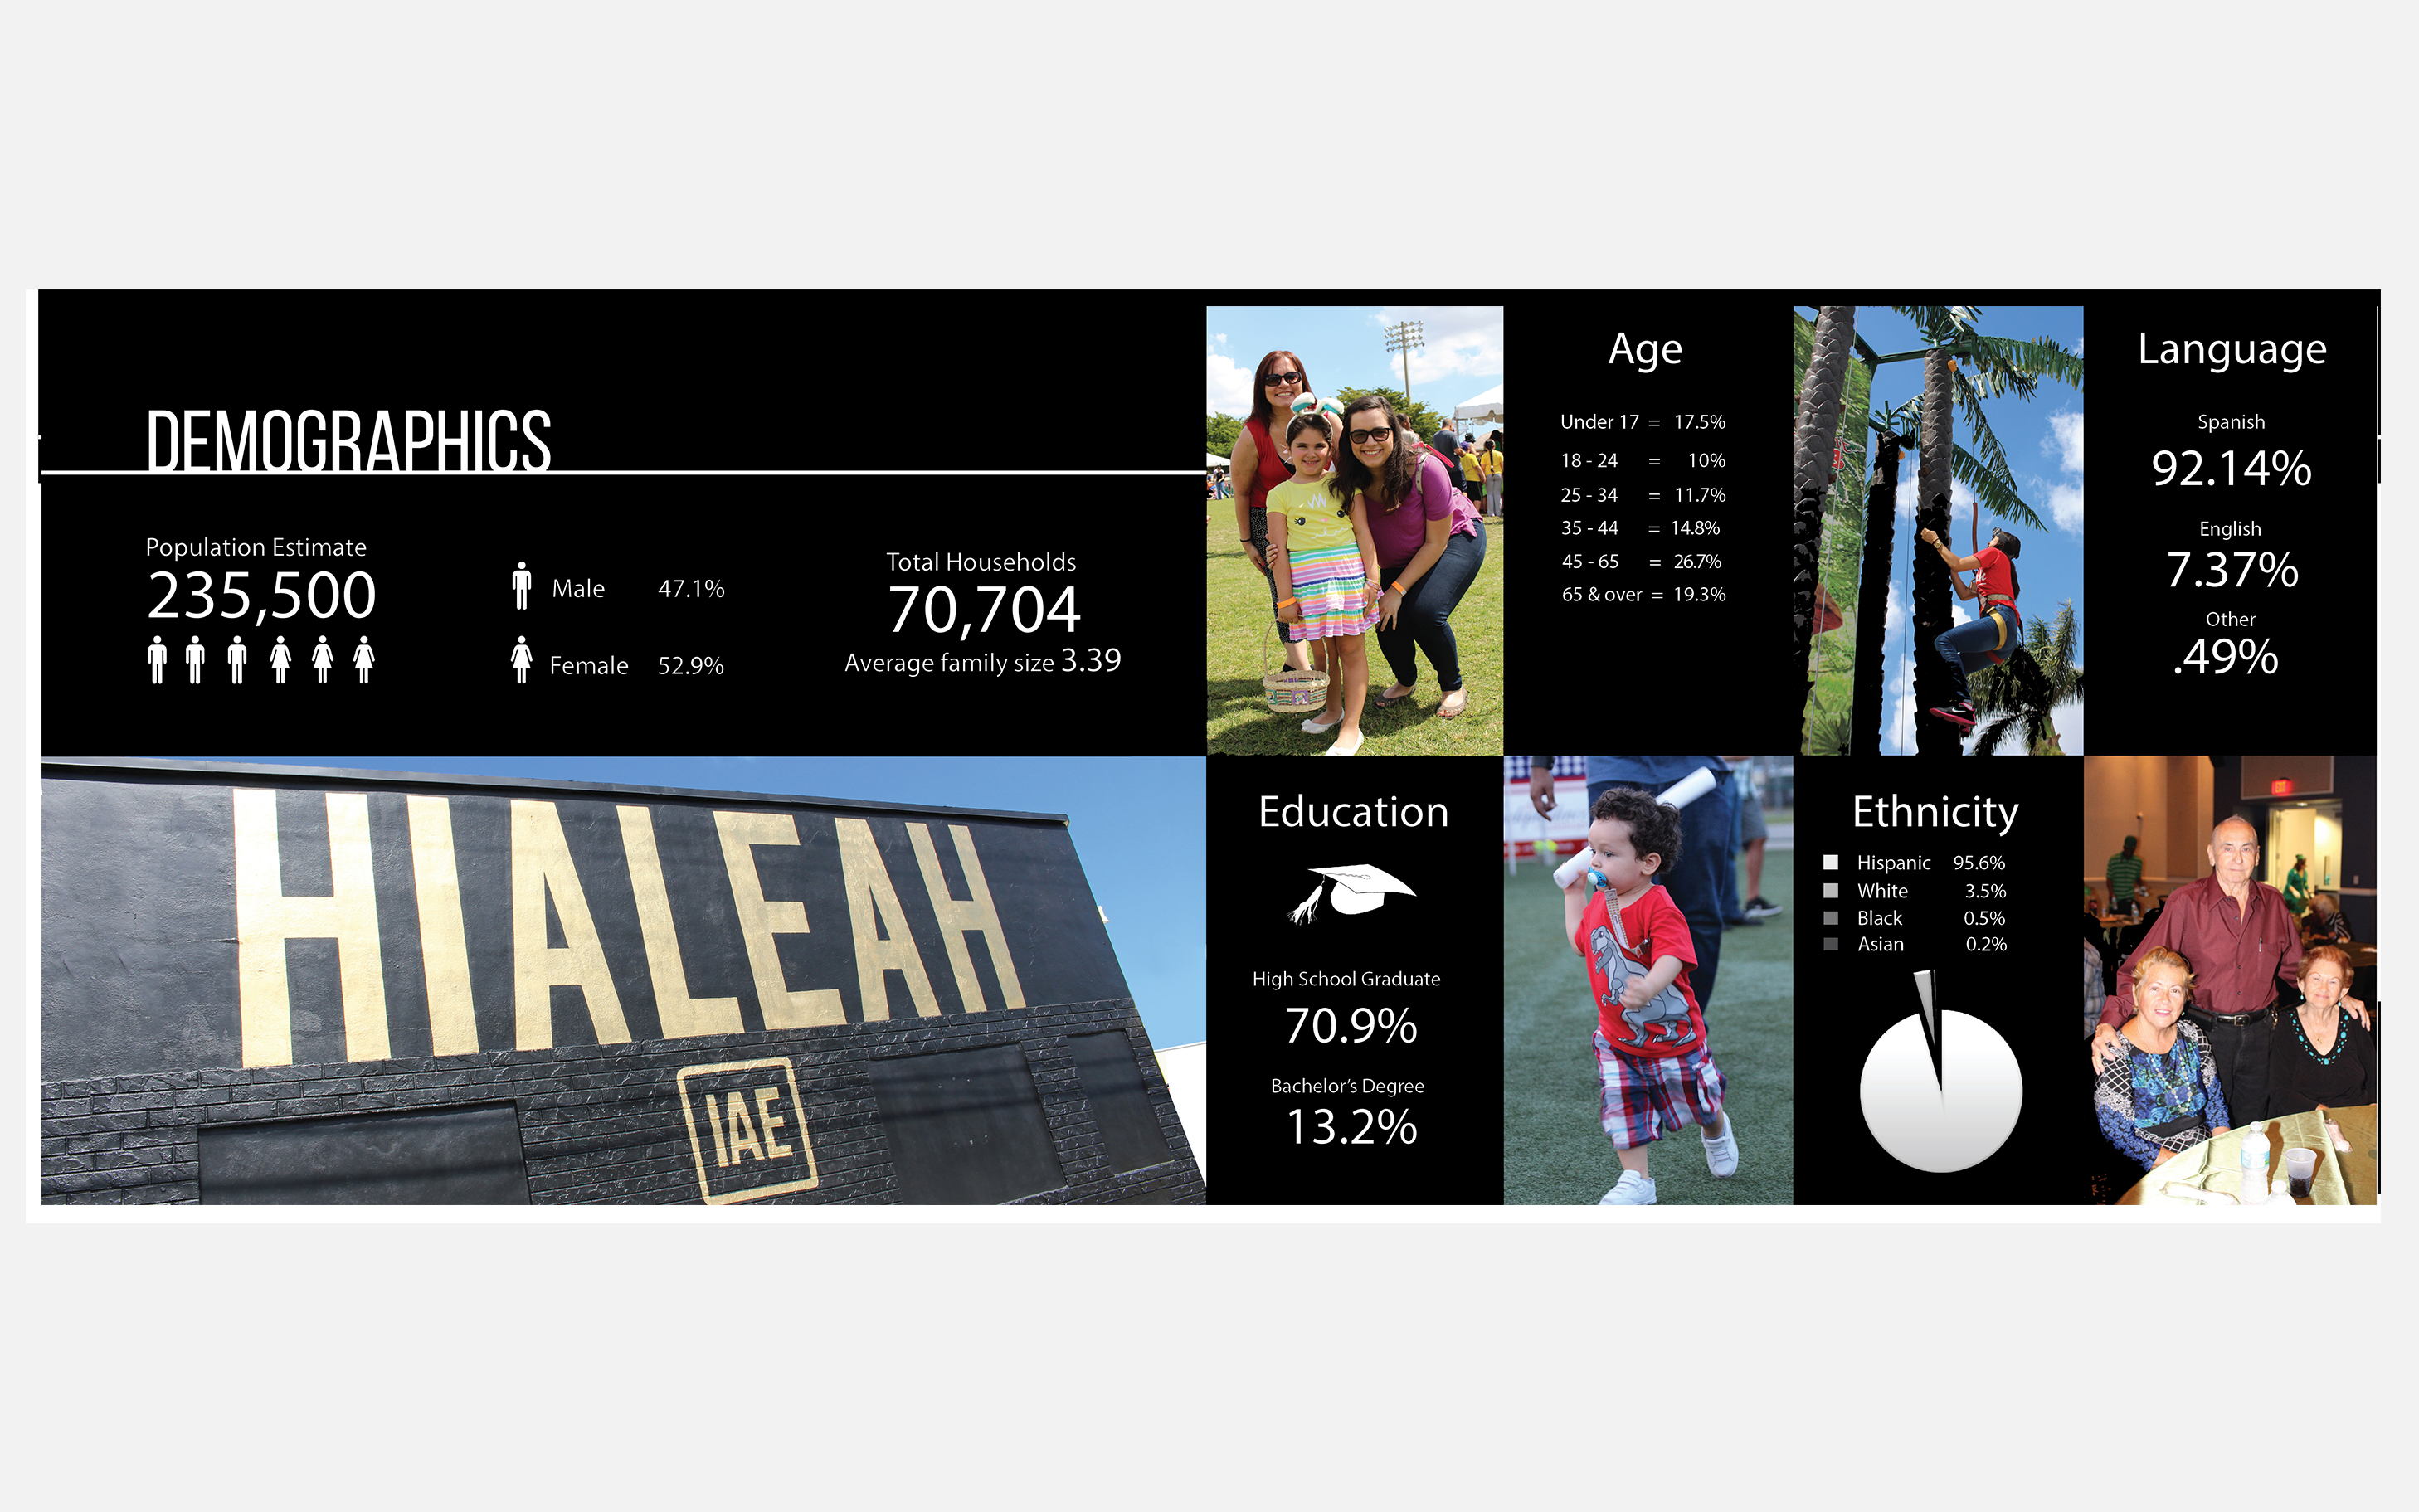 DEMOGRAPHICS
Population Estimate
235,500
Male 47.1%
Female 52.9%
Total Households
70,704
Average family size 3.39
Age
Under 17 = 17.5%
18 - 24 = 10%
25 - 34 = 11.7%
35 - 44 = 14.8%
45 - 65 = 26.7%
65 & over = 19.3%
Language
Spanish
92.14%
English
7.37%
Other
.49%
HIALEAH
IAE
Education
High School Graduate
70.9%
Bachelor’s Degree
13.2%
Ethnicity
Hispanic 95.6%
White 3.5%
Black 0.5%
Asian 0.2%
EXIT